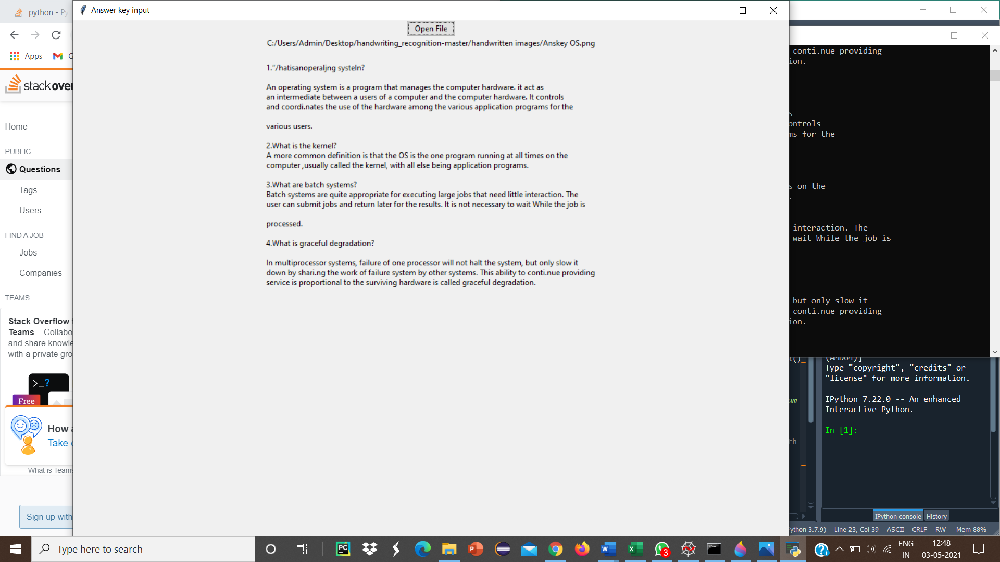 python - Py
Answer key input
Open File
C:/Users/Admin/Desktop/handwriting_recognition-master/handwritten images/Anskey OS.png
1.“/hatisanoperaljng systeln?
An operating system is a program that manages the computer hardware. it act as
an intermediate between a users of a computer and the computer hardware. It controls
and coordi.nates the use of the hardware among the various application programs for the
various users.
2.What is the kernel?
A more common definition is that the OS is the one program running at all times on the
computer ,usually called the kernel, with all else being application programs.
3.What are batch systems?
Batch systems are quite appropriate for executing large jobs that need little interaction. The
user can submit jobs and return later for the results. It is not necessary to wait While the job is
processed.
4.What is graceful degradation?
In multiprocessor systems, failure of one processor will not halt the system, but only slow it
down by shari.ng the work of failure system by other systems. This ability to conti.nue providing
service is proportional to the surviving hardware is called graceful degradation.
Apps
G
stack over
Home
PUBLIC
Questions
Tags
Users
FIND A JOB
Jobs
Companies
TEAMS
Stack Overflow
Teams – Collabo
and share knowle
with a private gro
>_?
Free
How
Take
What is Teams
Sign up with
conti.nue providing
ion.
s
ontrols
ms for the
s on the
.
interaction. The
wait While the job is
but only slow it
conti.nue providing
ion.
k()
am
th
(AMD64)]
Type "copyright", "credits" or
"license" for more information.
IPython 7.22.0 -- An enhanced
Interactive Python.
In [1]:
IPython console
History
ython 3.7.9)
Line 23, Col 39
ASCII
CRLF
RW
Mem 88%
Type here to search
PC
P
W
X
3
ENG
IN
12:48
03-05-2021